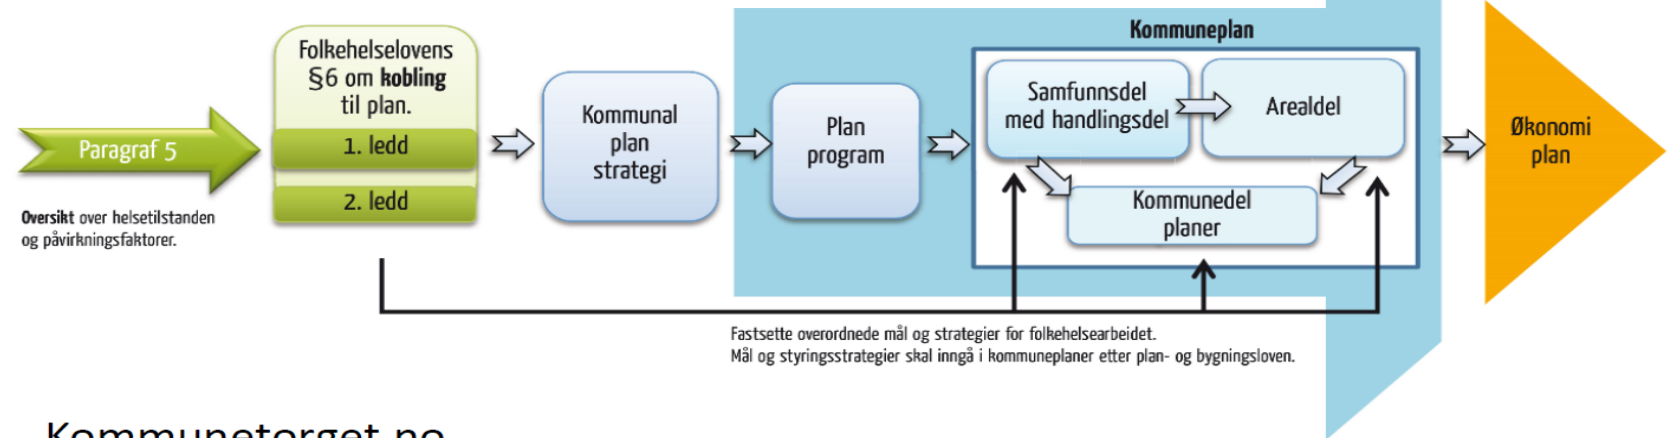 Paragraf 5
Oversikt over helsetilstanden
og påvirkningsfaktorer.
Folkehelselovens
§6 om kobling
til plan.
1. ledd
2. ledd
Kommunal
plan
strategi
Plan
program
Kommuneplan
Samfunnsdel
med handlingsdel
Arealdel
Kommunedel
planer
Økonomi
plan
Fastsette overordnede mål og strategier for folkehelsearbeidet.
Mål og styringsstrategier skal inngå i kommuneplaner etter plan- og bygningsloven.
Kommunetorget.no